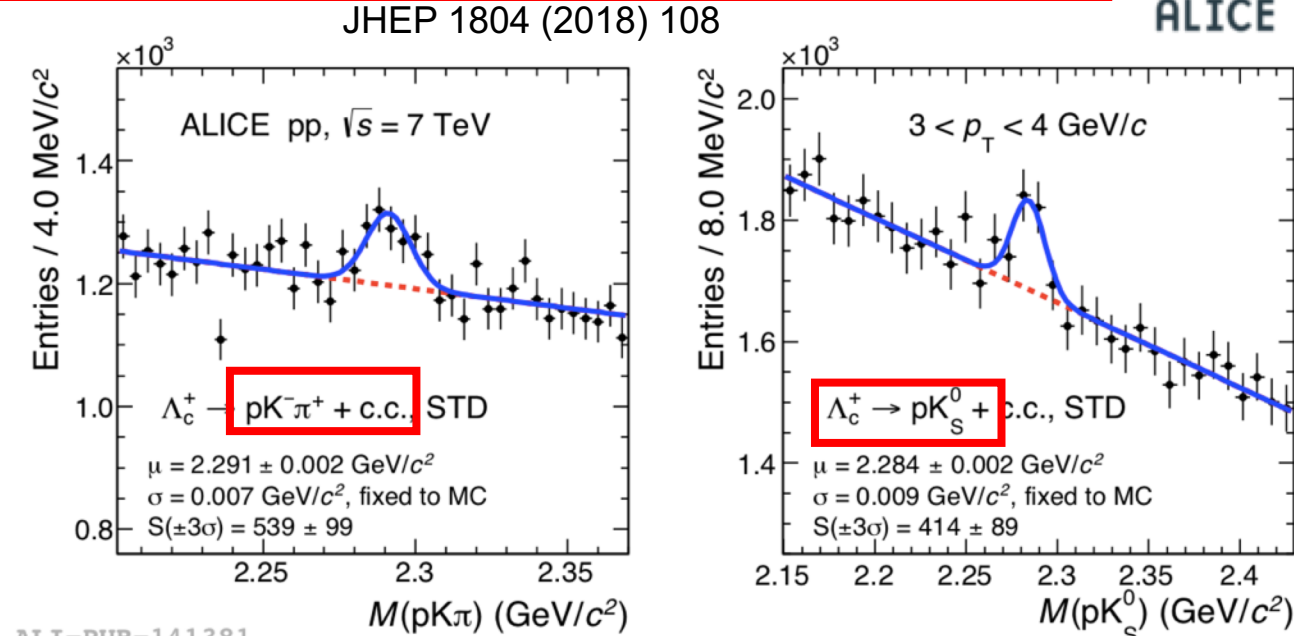 JHEP 1804 (2018) 108
ALICE
×10³
Entries / 4.0 MeV/c²
1.4
1.2
1.0
0.8
ALICE pp, √s = 7 TeV
Λc⁺ → pK⁻π⁺ + c.c., STD
μ = 2.291 ± 0.002 GeV/c²
σ = 0.007 GeV/c², fixed to MC
S(±3σ) = 539 ± 99
2.25 2.3 2.35
M(pKπ) (GeV/c²)
×10³
Entries / 8.0 MeV/c²
2.0
1.8
1.6
1.4
3 < p_T < 4 GeV/c
Λc⁺ → pK_S⁰ + c.c., STD
μ = 2.284 ± 0.002 GeV/c²
σ = 0.009 GeV/c², fixed to MC
S(±3σ) = 414 ± 89
2.15 2.2 2.25 2.3 2.35 2.4
M(pK_S⁰) (GeV/c²)